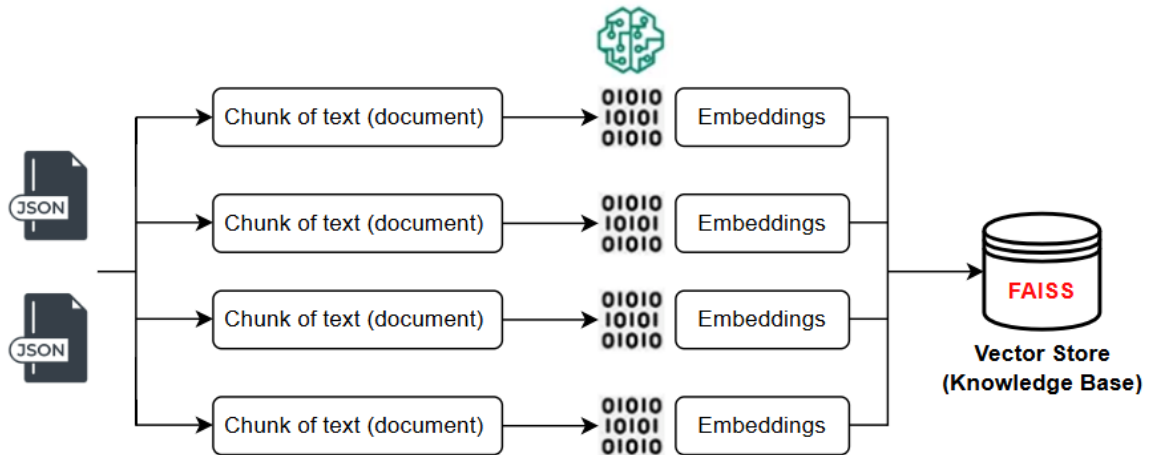 JSON
JSON
Chunk of text (document)
01010
10101
01010
Embeddings
Chunk of text (document)
01010
10101
01010
Embeddings
Chunk of text (document)
01010
10101
01010
Embeddings
Chunk of text (document)
01010
10101
01010
Embeddings
FAISS
Vector Store
(Knowledge Base)